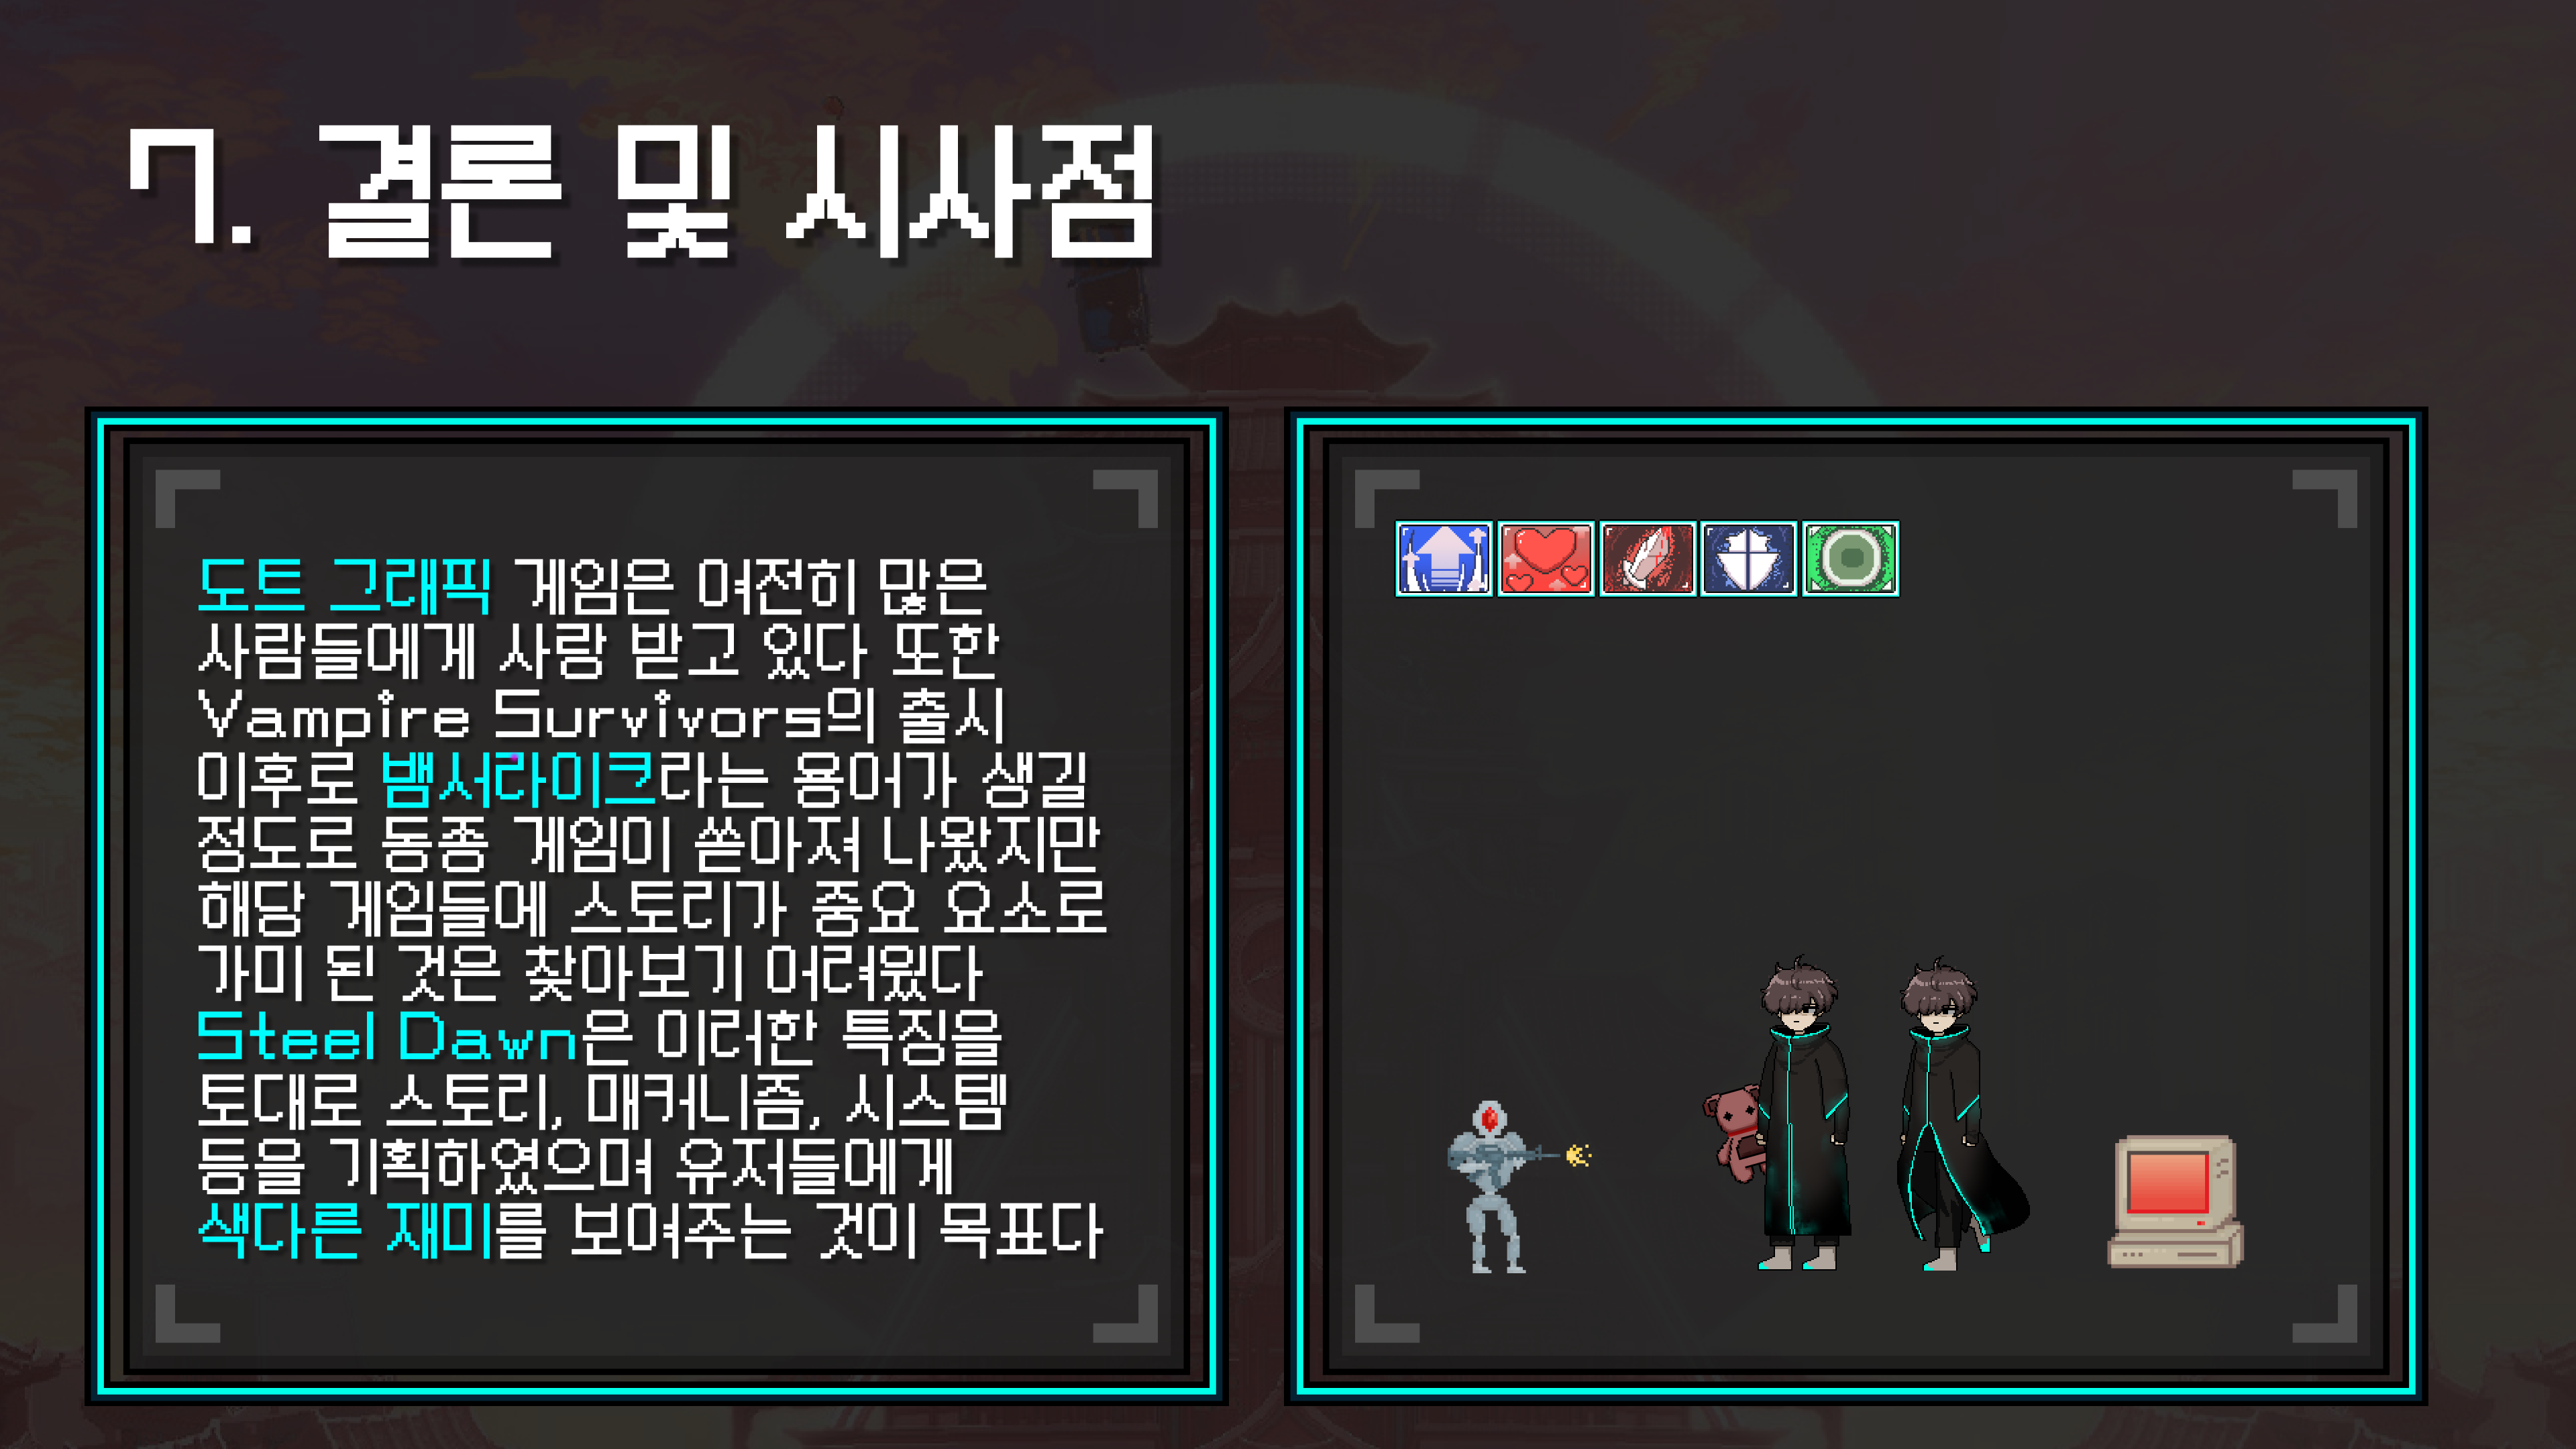 7. 결론 및 시사점
도트 그래픽 게임은 여전히 많은
사람들에게 사랑 받고 있다 또한
Vampire Survivors의 출시
이후로 뱀서라이크라는 용어가 생길
정도로 동종 게임이 쏟아져 나왔지만
해당 게임들에 스토리가 중요 요소로
가미 된 것은 찾아보기 어려웠다
Steel Dawn은 이러한 특징을
토대로 스토리, 매커니즘, 시스템
등을 기획하였으며 유저들에게
색다른 재미를 보여주는 것이 목표다